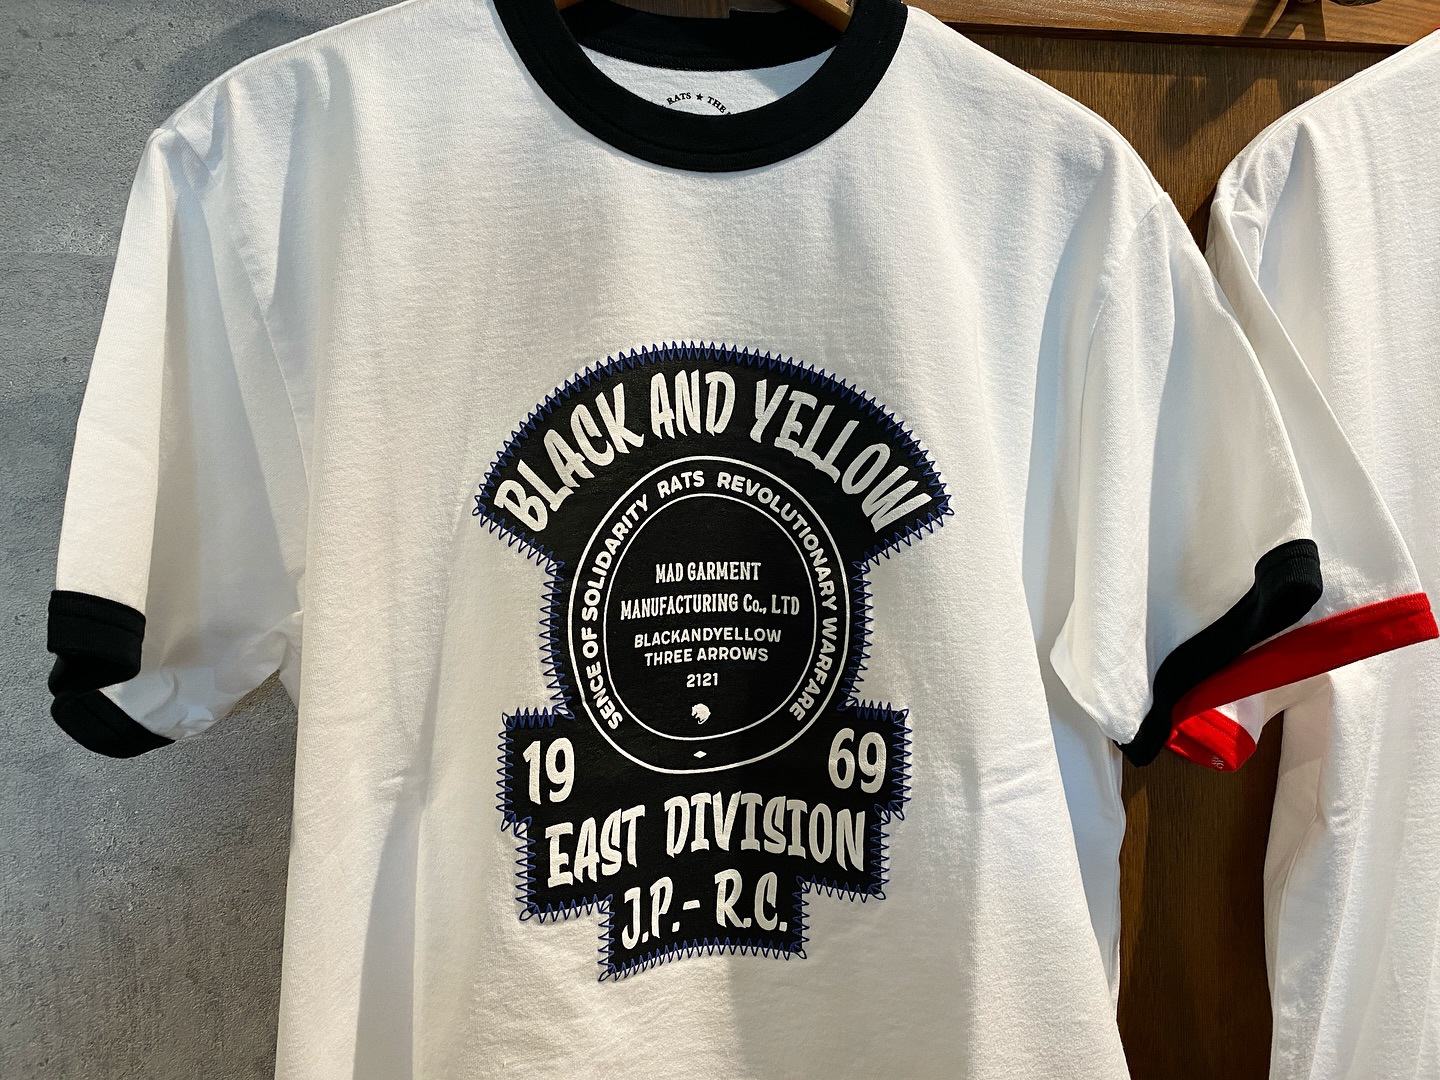 RATS ★ THE
BLACK AND YELLOW
SENCE OF SOLIDARITY RATS REVOLUTIONARY WARFARE
MAD GARMENT
MANUFACTURING Co., LTD
BLACKANDYELLOW
THREE ARROWS
2121
19 69
EAST DIVISION
J.P.- R.C.